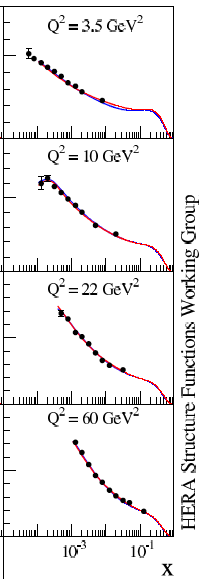 Q² = 3.5 GeV²
Q² = 10 GeV²
Q² = 22 GeV²
Q² = 60 GeV²
10⁻³ 10⁻¹
x
HERA Structure Functions Working Group